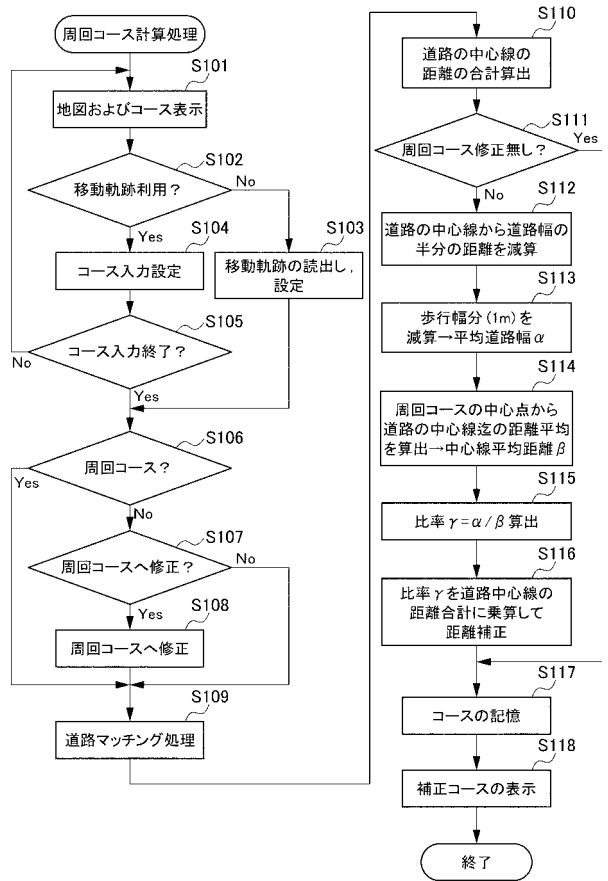 周回コース計算処理
S101
地図およびコース表示
S102
移動軌跡利用？
No
Yes
S104
コース入力設定
S103
移動軌跡の読出し，
設定
S105
コース入力終了？
No
Yes
S106
周回コース？
Yes
No
S107
周回コースへ修正？
No
Yes
S108
周回コースへ修正
S109
道路マッチング処理
S110
道路の中心線の
距離の合計算出
S111
周回コース修正無し？
Yes
No
S112
道路の中心線から道路幅の
半分の距離を減算
S113
歩行幅分(1m)を
減算→平均道路幅α
S114
周回コースの中心点から
道路の中心線迄の距離平均
を算出→中心線平均距離β
S115
比率γ=α/β算出
S116
比率γを道路中心線の
距離合計に乗算して
距離補正
S117
コースの記憶
S118
補正コースの表示
終了